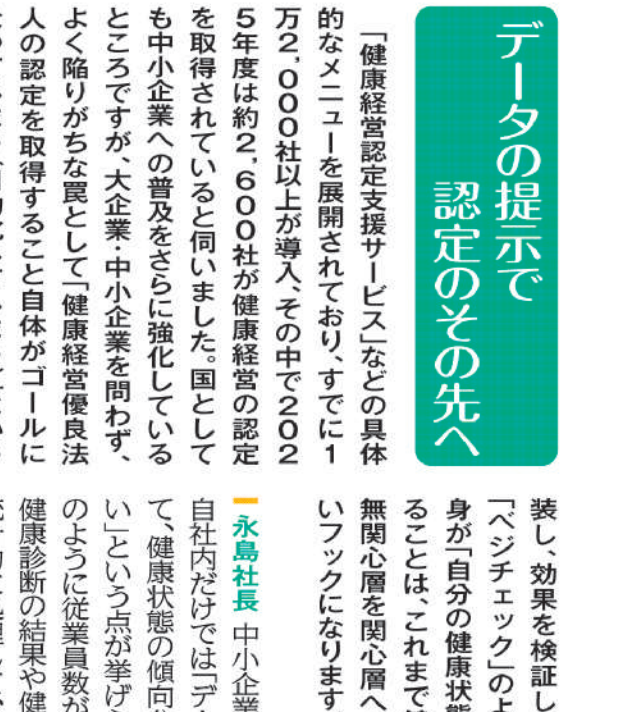 データの提示で
認定のその先へ
「健康経営認定支援サービス」などの具体
的なメニューを展開されており、すでに1
万2,000社以上が導入、その中で202
5年度は約2,600社が健康経営の認定
を取得されていると伺いました。国として
も中小企業への普及をさらに強化している
ところですが、大企業・中小企業を問わず、
よく陥りがちな罠として「健康経営優良法
人の認定を取得すること自体がゴールに
装し、効果を検証し
「ベジチェック」のよ
身が「自分の健康状態
ることは、これまで
無関心層を関心層へ
いフックになります
永島社長 中小企業
自社内だけでは「デー
て、健康状態の傾向
い」という点が挙げ
のように従業員数が
健康診断の結果や健